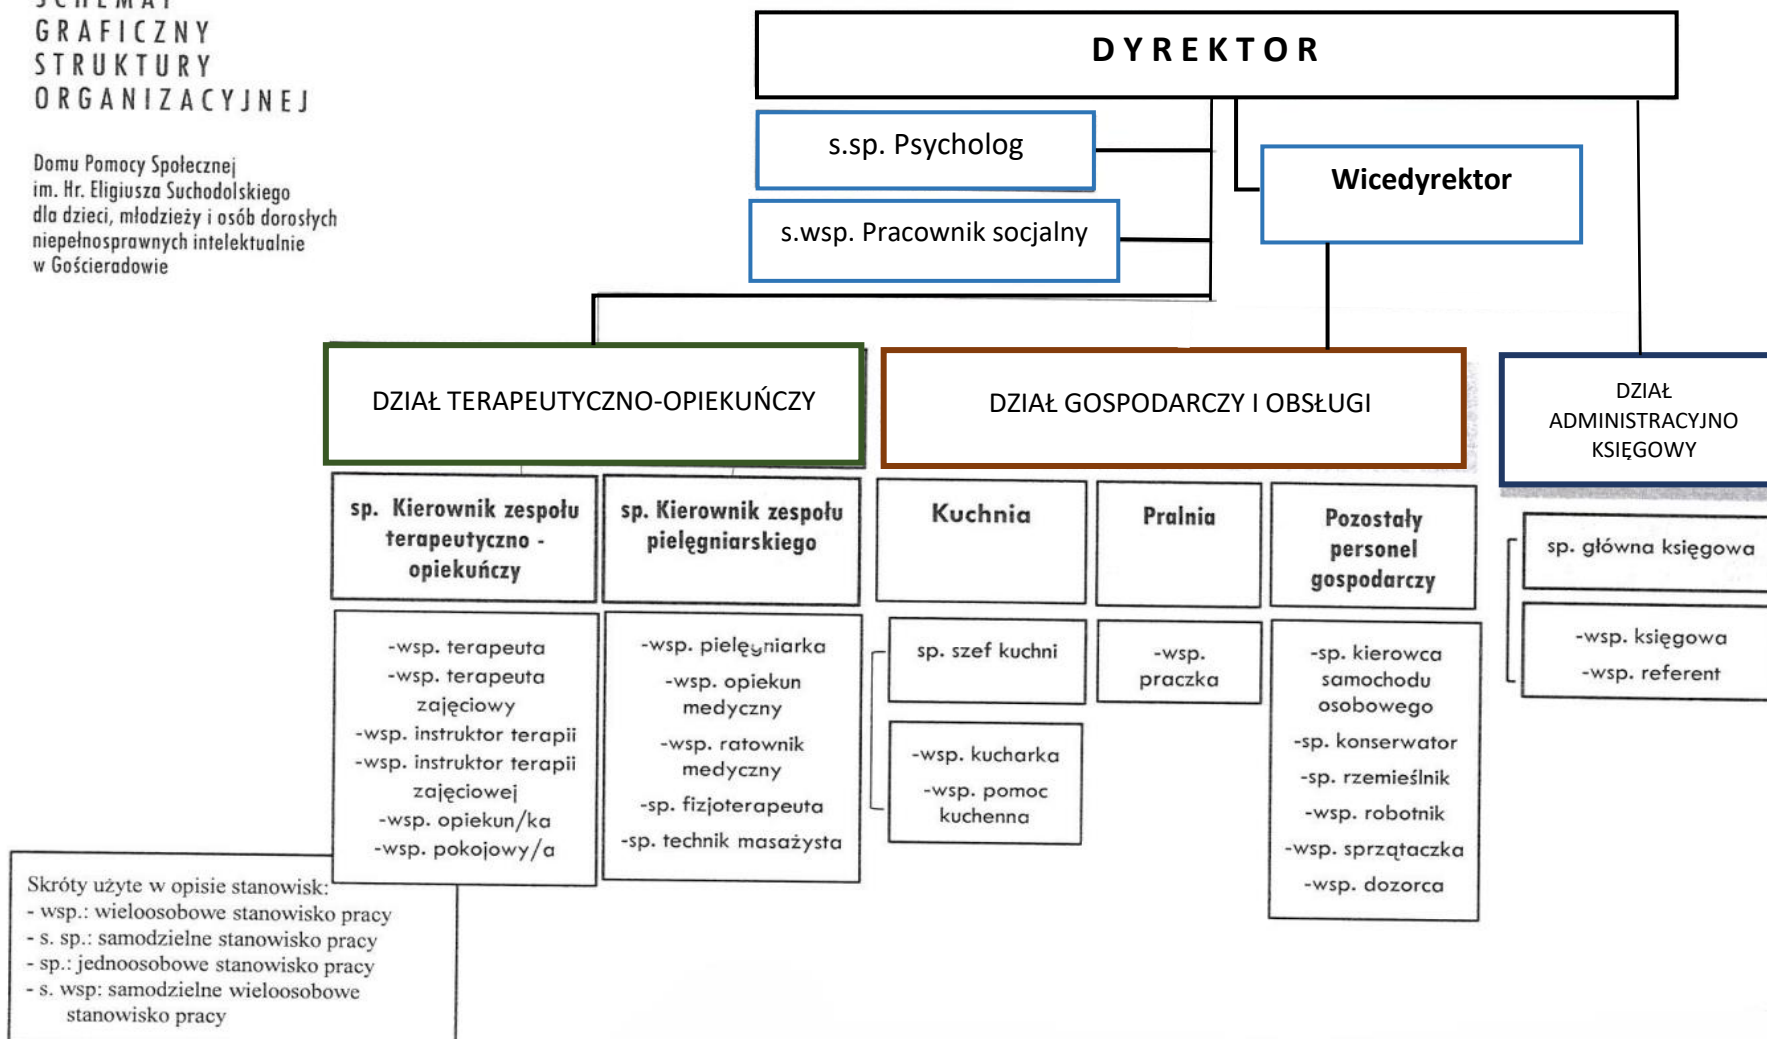 SCHEMAT
GRAFICZNY
STRUKTURY
ORGANIZACYJNEJ
Domu Pomocy Społecznej
im. Hr. Eligiusza Suchodolskiego
dla dzieci, młodzieży i osób dorosłych
niepełnosprawnych intelektualnie
w Gościeradowie
DYREKTOR
s.sp. Psycholog
s.wsp. Pracownik socjalny
Wicedyrektor
DZIAŁ TERAPEUTYCZNO-OPIEKUŃCZY
DZIAŁ GOSPODARCZY I OBSŁUGI
DZIAŁ
ADMINISTRACYJNO
KSIĘGOWY
sp. Kierownik zespołu
terapeutyczno -
opiekuńczy
sp. Kierownik zespołu
pielęgniarskiego
Kuchnia
Pralnia
Pozostały
personel
gospodarczy
sp. główna księgowa
-wsp. księgowa
-wsp. referent
-wsp. terapeuta
-wsp. terapeuta
zajęciowy
-wsp. instruktor terapii
-wsp. instruktor terapii
zajęciowej
-wsp. opiekun/ka
-wsp. pokojowy/a
-wsp. pielęgniarka
-wsp. opiekun
medyczny
-wsp. ratownik
medyczny
-sp. fizjoterapeuta
-sp. technik masażysta
sp. szef kuchni
-wsp. kucharka
-wsp. pomoc
kuchenna
-wsp.
praczka
-sp. kierowca
samochodu
osobowego
-sp. konserwator
-sp. rzemieślnik
-wsp. robotnik
-wsp. sprzątaczka
-wsp. dozorca
Skróty użyte w opisie stanowisk:
- wsp.: wieloosobowe stanowisko pracy
- s. sp.: samodzielne stanowisko pracy
- sp.: jednoosobowe stanowisko pracy
- s. wsp: samodzielne wieloosobowe
stanowisko pracy